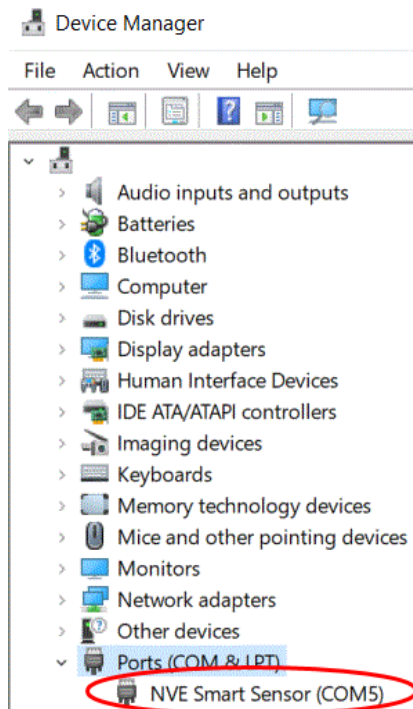 Device Manager
File Action View Help
Audio inputs and outputs
Batteries
Bluetooth
Computer
Disk drives
Display adapters
Human Interface Devices
IDE ATA/ATAPI controllers
Imaging devices
Keyboards
Memory technology devices
Mice and other pointing devices
Monitors
Network adapters
Other devices
Ports (COM & LPT)
NVE Smart Sensor (COM5)